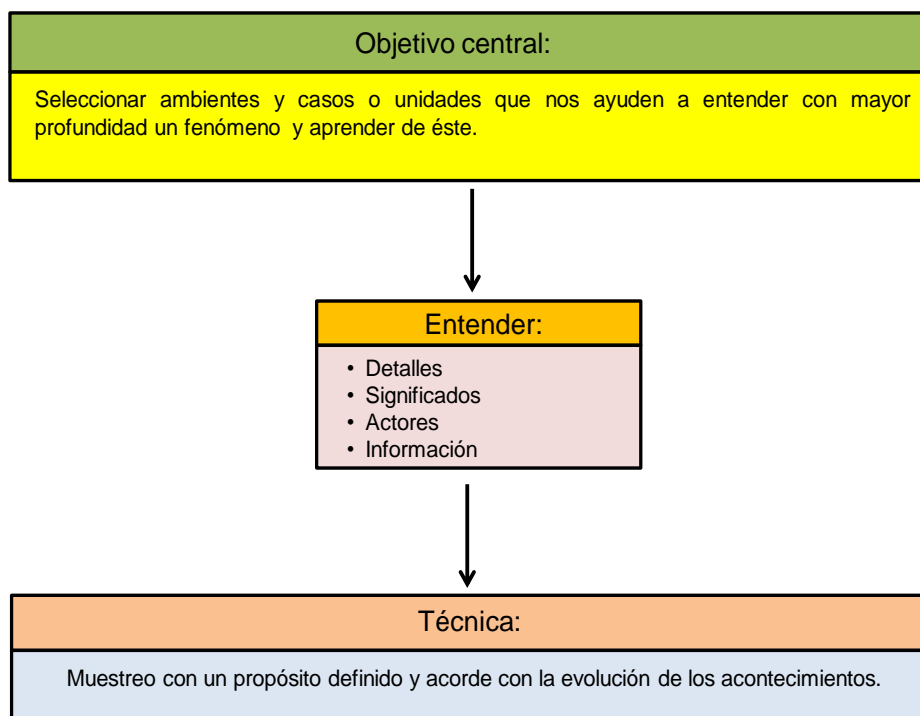 Objetivo central:
Seleccionar ambientes y casos o unidades que nos ayuden a entender con mayor
profundidad un fenómeno y aprender de éste.
Entender:
• Detalles
• Significados
• Actores
• Información
Técnica:
Muestreo con un propósito definido y acorde con la evolución de los acontecimientos.